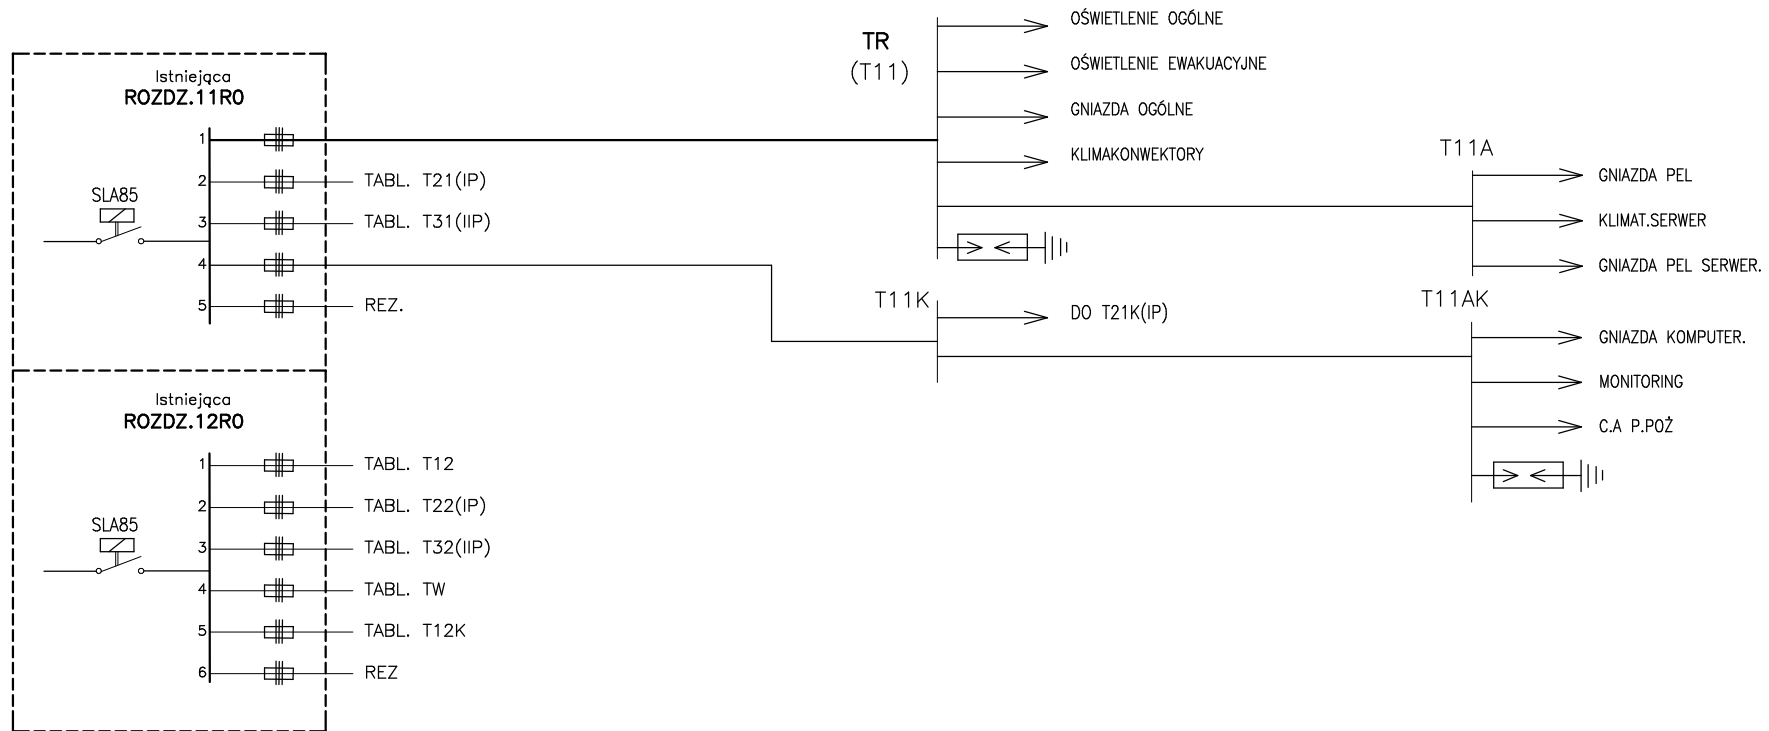 Istniejąca
ROZDZ.11R0
SLA85
1
2 TABL. T21(IP)
3 TABL. T31(IIP)
4
5 REZ.
Istniejąca
ROZDZ.12R0
SLA85
1 TABL. T12
2 TABL. T22(IP)
3 TABL. T32(IIP)
4 TABL. TW
5 TABL. T12K
6 REZ
TR
(T11)
OŚWIETLENIE OGÓLNE
OŚWIETLENIE EWAKUACYJNE
GNIAZDA OGÓLNE
KLIMAKONWEKTORY
T11A
GNIAZDA PEL
KLIMAT.SERWER
GNIAZDA PEL SERWER.
T11K
DO T21K(IP)
T11AK
GNIAZDA KOMPUTER.
MONITORING
C.A P.POŻ